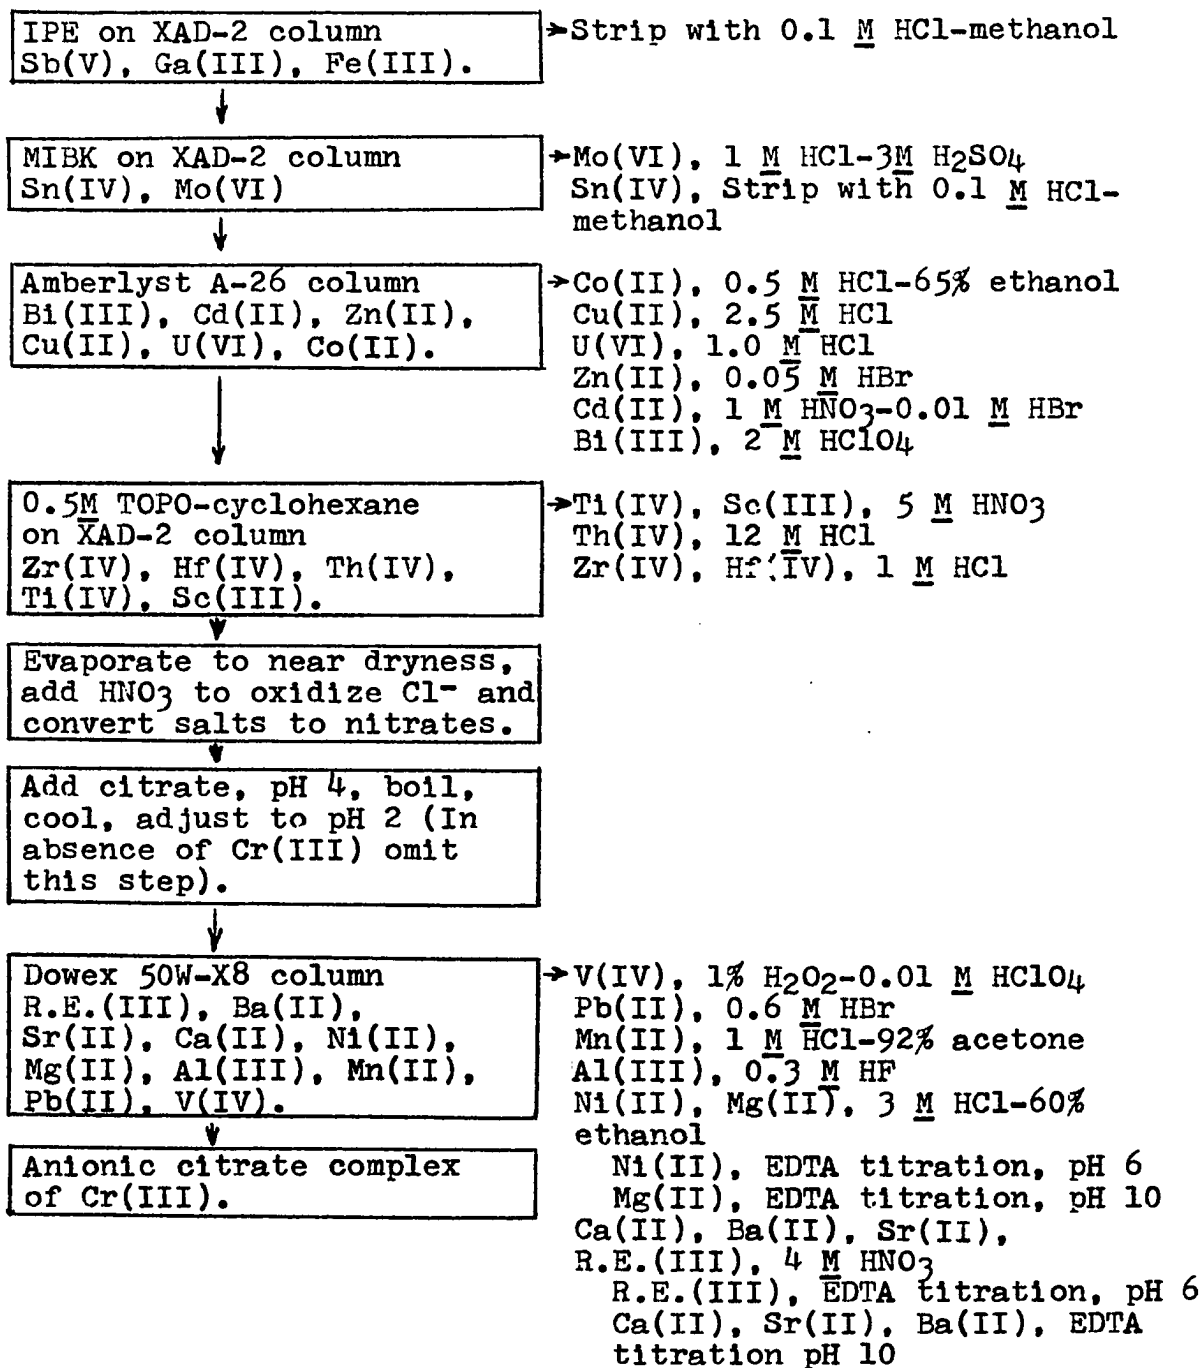 IPE on XAD-2 column
Sb(V), Ga(III), Fe(III).
Strip with 0.1 M HCl-methanol
MIBK on XAD-2 column
Sn(IV), Mo(VI)
Mo(VI), 1 M HCl-3M H2SO4
Sn(IV), Strip with 0.1 M HCl-
methanol
Amberlyst A-26 column
Bi(III), Cd(II), Zn(II),
Cu(II), U(VI), Co(II).
Co(II), 0.5 M HCl-65% ethanol
Cu(II), 2.5 M HCl
U(VI), 1.0 M HCl
Zn(II), 0.05 M HBr
Cd(II), 1 M HNO3-0.01 M HBr
Bi(III), 2 M HClO4
0.5M TOPO-cyclohexane
on XAD-2 column
Zr(IV), Hf(IV), Th(IV),
Ti(IV), Sc(III).
Ti(IV), Sc(III), 5 M HNO3
Th(IV), 12 M HCl
Zr(IV), Hf(IV), 1 M HCl
Evaporate to near dryness,
add HNO3 to oxidize Cl- and
convert salts to nitrates.
Add citrate, pH 4, boil,
cool, adjust to pH 2 (In
absence of Cr(III) omit
this step).
Dowex 50W-X8 column
R.E.(III), Ba(II),
Sr(II), Ca(II), Ni(II),
Mg(II), Al(III), Mn(II),
Pb(II), V(IV).
V(IV), 1% H2O2-0.01 M HClO4
Pb(II), 0.6 M HBr
Mn(II), 1 M HCl-92% acetone
Al(III), 0.3 M HF
Ni(II), Mg(II), 3 M HCl-60%
ethanol
Ni(II), EDTA titration, pH 6
Mg(II), EDTA titration, pH 10
Ca(II), Ba(II), Sr(II),
R.E.(III), 4 M HNO3
R.E.(III), EDTA titration, pH 6
Ca(II), Sr(II), Ba(II), EDTA
titration pH 10
Anionic citrate complex
of Cr(III).